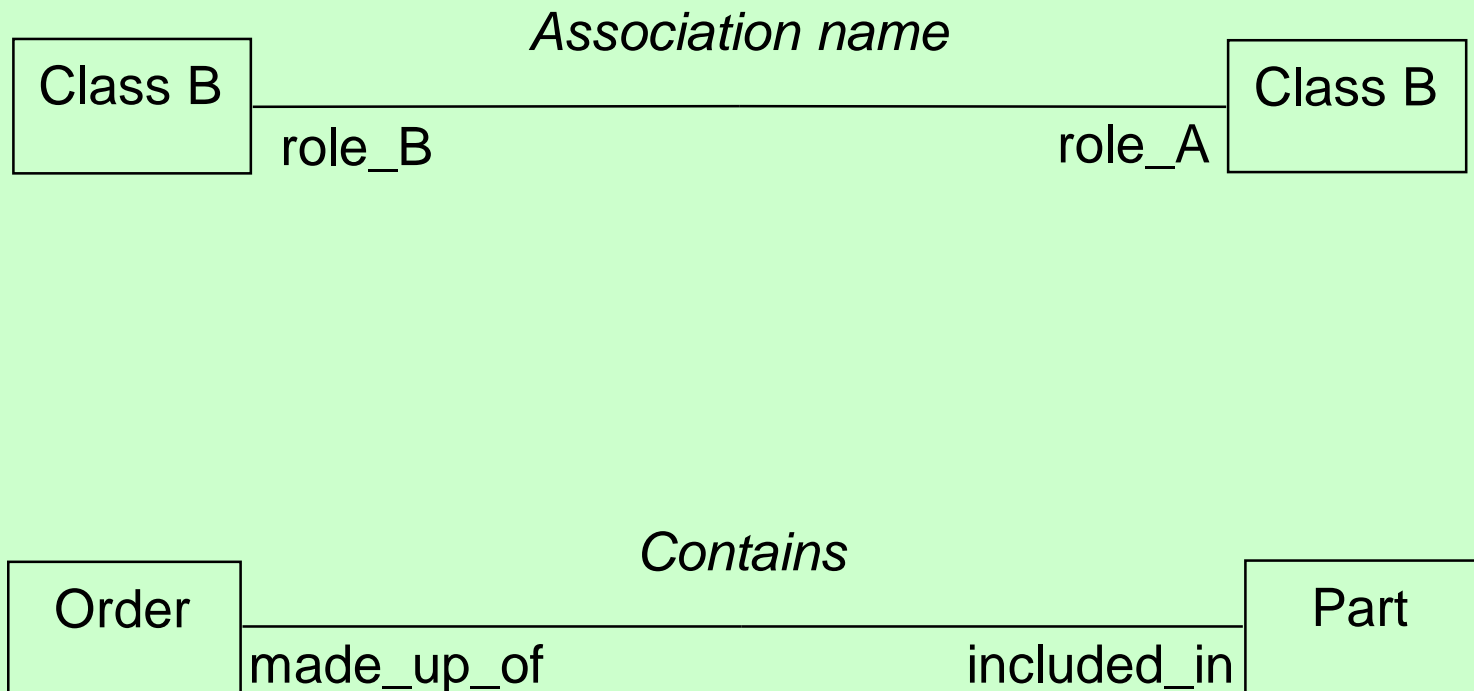 Association name
Class B
Class B
role_B
role_A
Contains
Order
Part
made_up_of
included_in